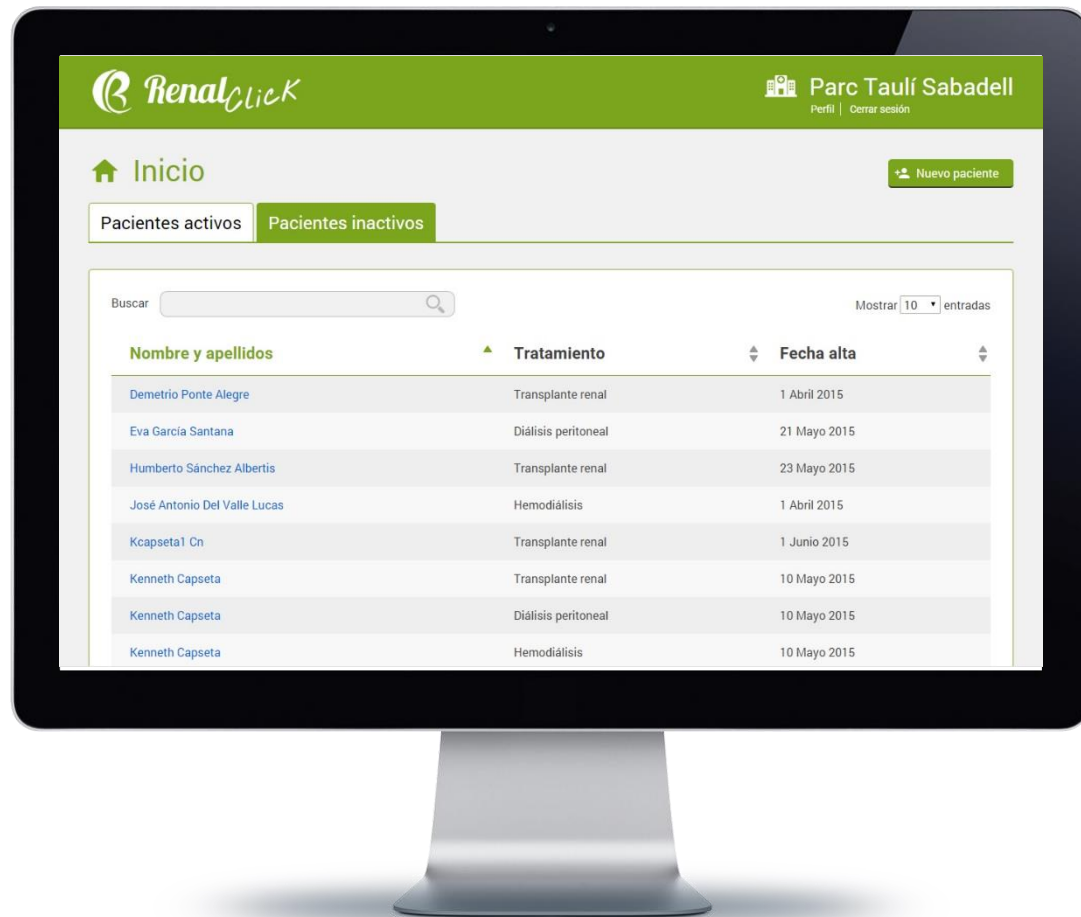 RenalClick
Parc Taulí Sabadell
Perfil | Cerrar sesión
Inicio
Nuevo paciente
Pacientes activos
Pacientes inactivos
Buscar
Mostrar 10 entradas
Nombre y apellidos Tratamiento Fecha alta
Demetrio Ponte Alegre Transplante renal 1 Abril 2015
Eva García Santana Diálisis peritoneal 21 Mayo 2015
Humberto Sánchez Albertis Transplante renal 23 Mayo 2015
José Antonio Del Valle Lucas Hemodiálisis 1 Abril 2015
Kcapseta1 Cn Transplante renal 1 Junio 2015
Kenneth Capseta Transplante renal 10 Mayo 2015
Kenneth Capseta Diálisis peritoneal 10 Mayo 2015
Kenneth Capseta Hemodiálisis 10 Mayo 2015